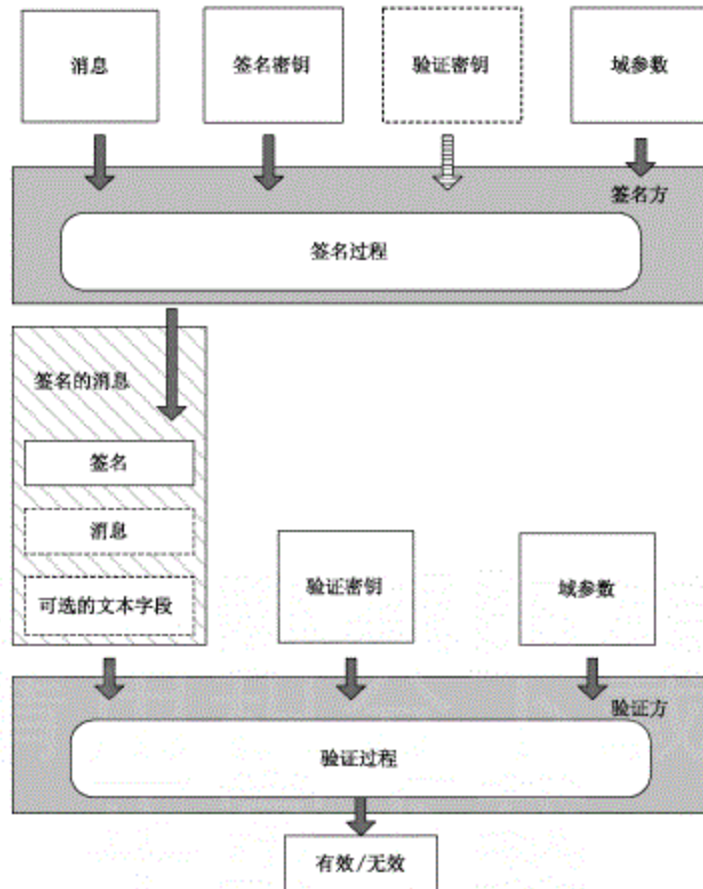 消息
签名密钥
验证密钥
域参数
签名方
签名过程
签名的消息
签名
消息
可选的文本字段
验证密钥
域参数
验证方
验证过程
有效/无效